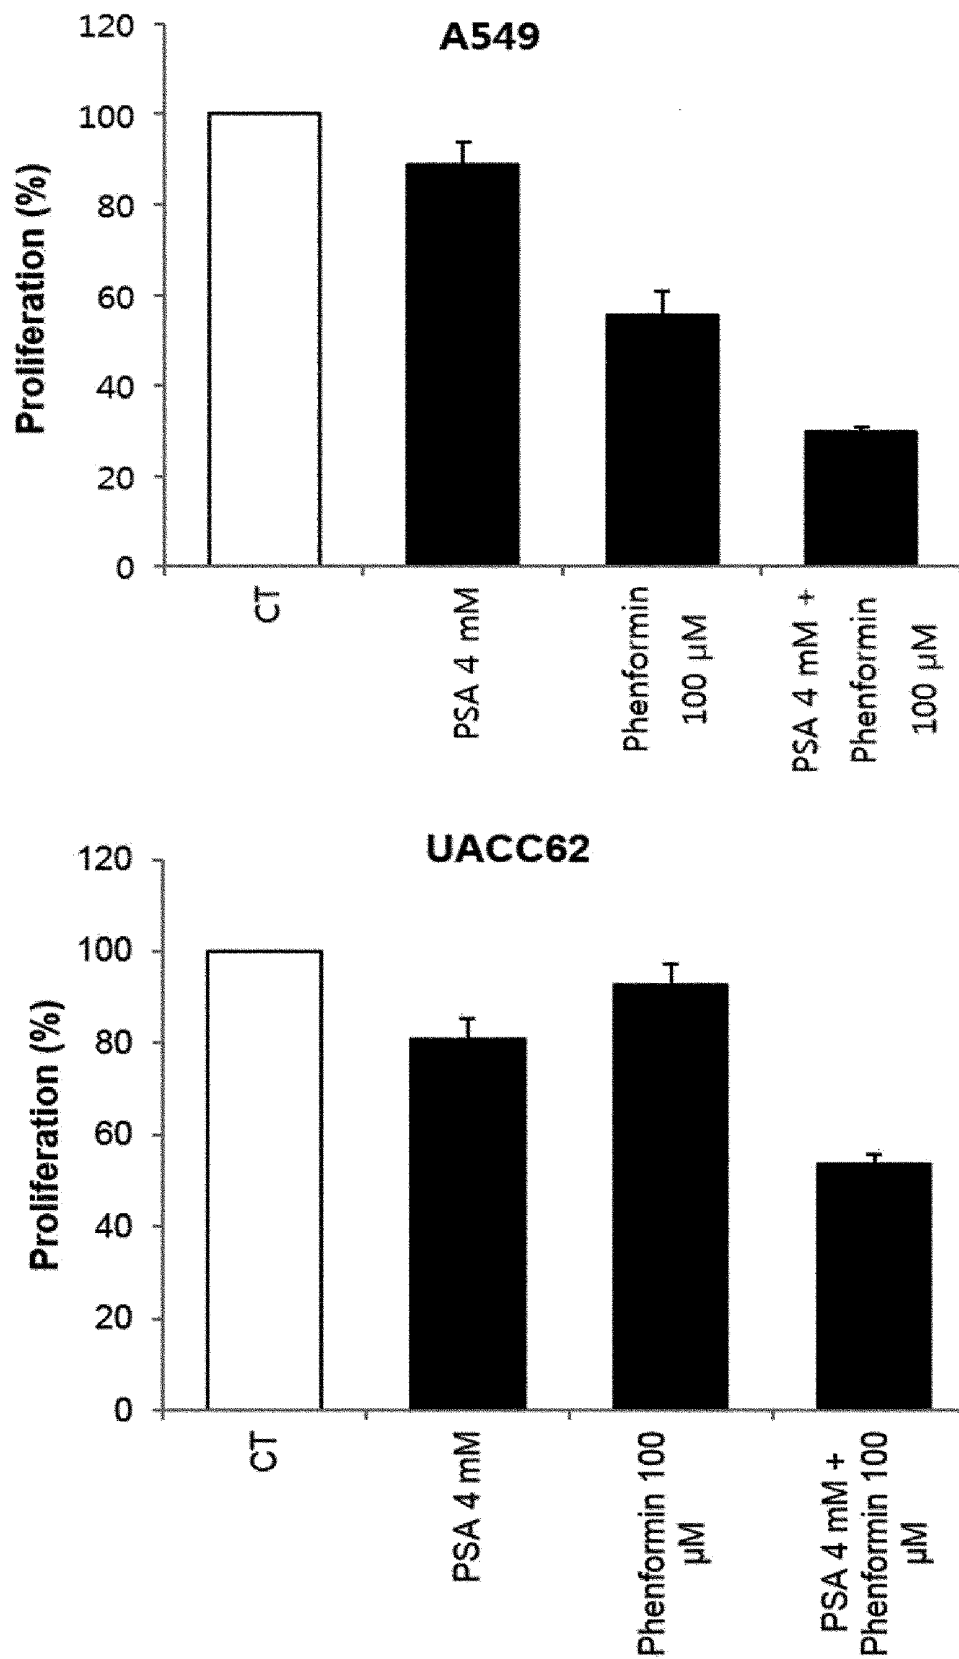 A549
Proliferation (%)
120
100
80
60
40
20
0
CT
PSA 4 mM
Phenformin
100 μM
PSA 4 mM +
Phenformin
100 μM
UACC62
Proliferation (%)
120
100
80
60
40
20
0
CT
PSA 4 mM
Phenformin 100
μM
PSA 4 mM +
Phenformin 100
μM